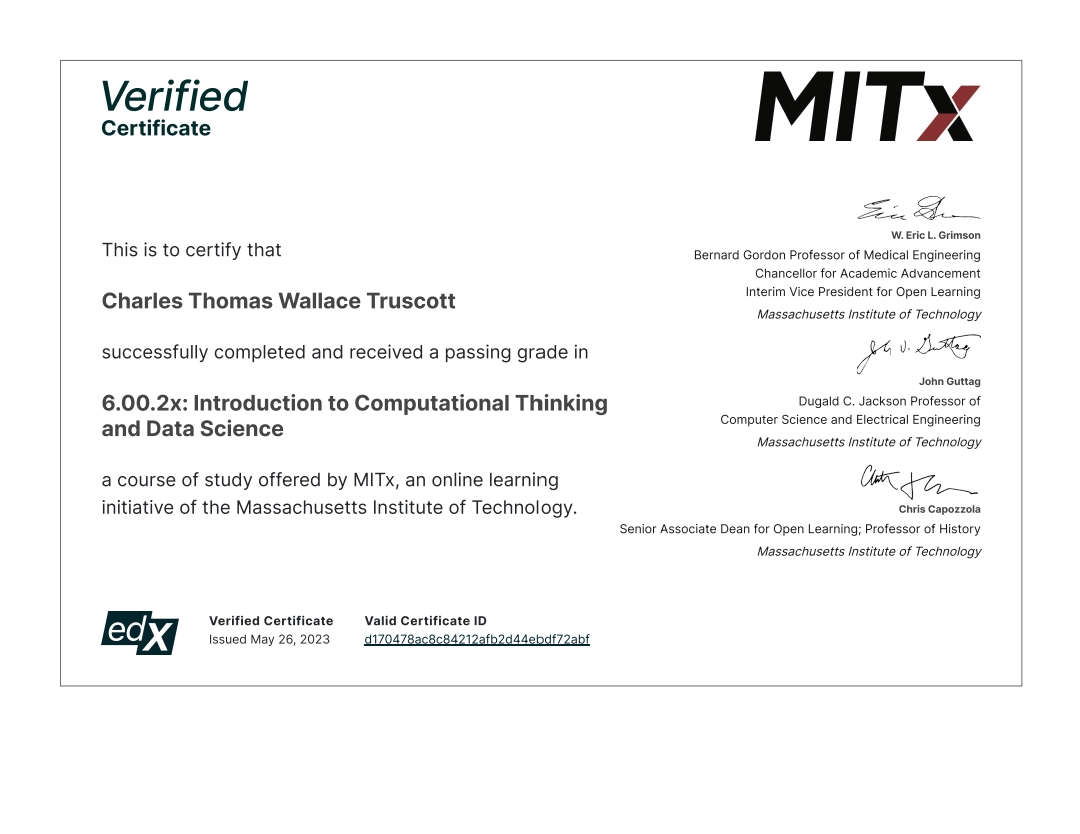 Verified
Certificate
MITx
This is to certify that
Charles Thomas Wallace Truscott
successfully completed and received a passing grade in
6.00.2x: Introduction to Computational Thinking
and Data Science
a course of study offered by MITx, an online learning
initiative of the Massachusetts Institute of Technology.
W. Eric L. Grimson
Bernard Gordon Professor of Medical Engineering
Chancellor for Academic Advancement
Interim Vice President for Open Learning
Massachusetts Institute of Technology
John Guttag
Dugald C. Jackson Professor of
Computer Science and Electrical Engineering
Massachusetts Institute of Technology
Chris Capozzola
Senior Associate Dean for Open Learning; Professor of History
Massachusetts Institute of Technology
edX
Verified Certificate
Issued May 26, 2023
Valid Certificate ID
d170478ac8c84212afb2d44ebdf72abf